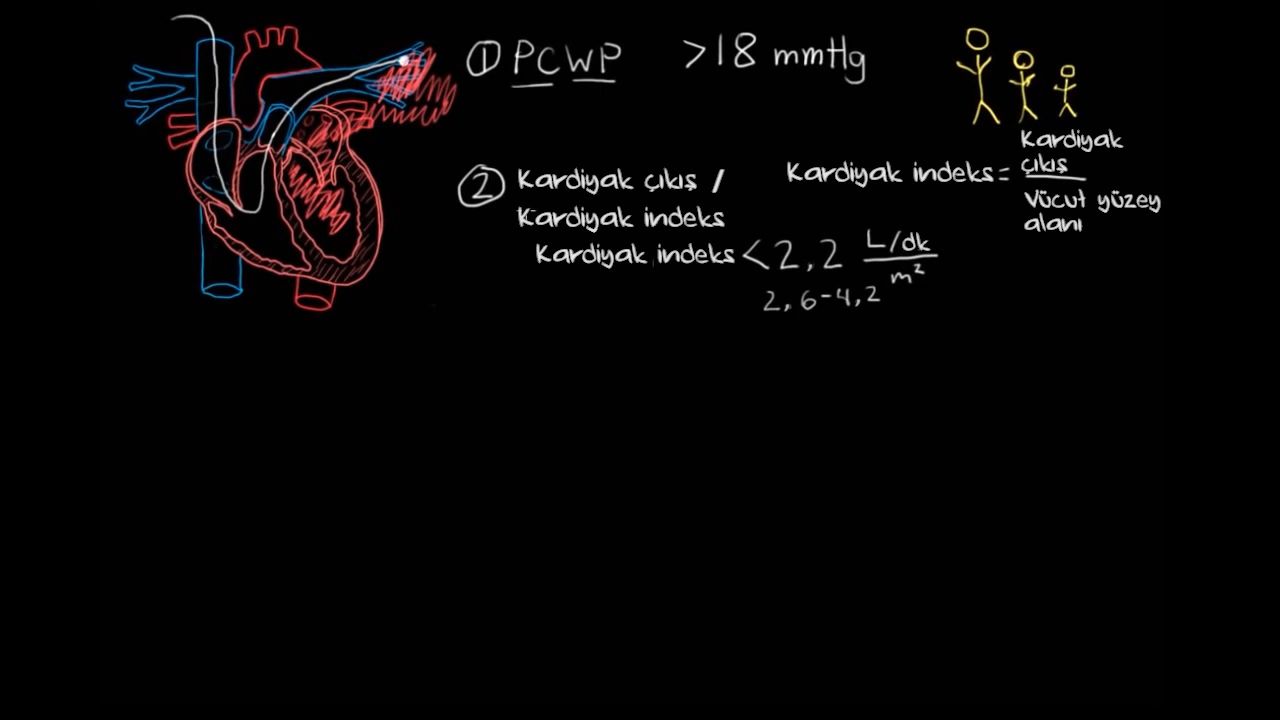 ① PCWP >18 mmHg
② Kardiyak çıkış /
Kardiyak indeks
Kardiyak indeks < 2,2 L/dk
m²
2,6-4,2
Kardiyak indeks =
Kardiyak
çıkış
Vücut yüzey
alanı